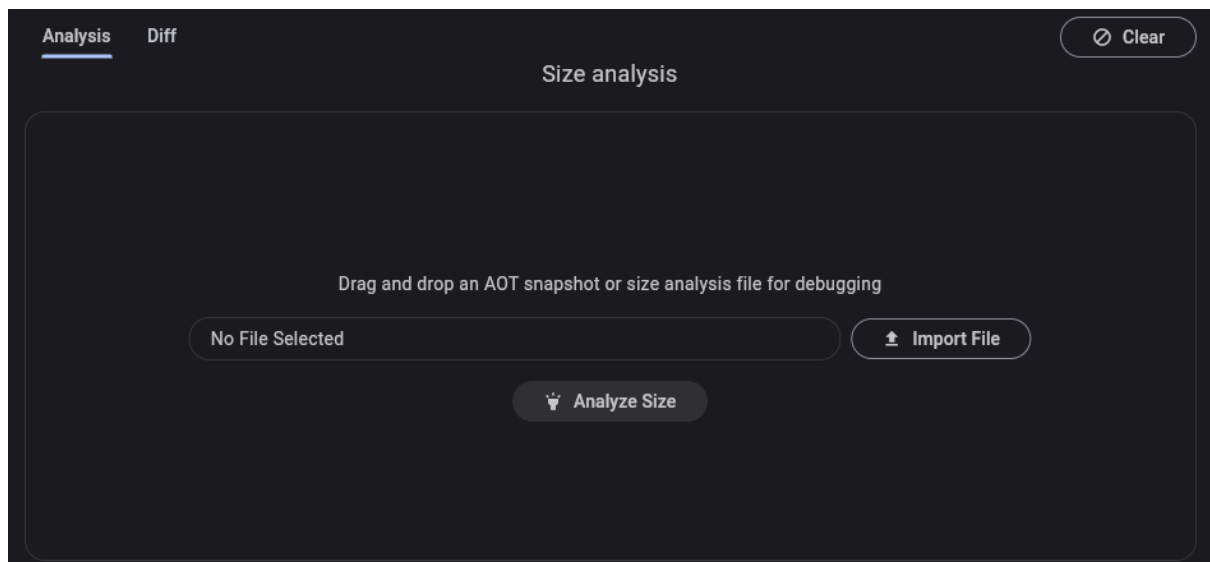 Analysis Diff Clear
Size analysis
Drag and drop an AOT snapshot or size analysis file for debugging
No File Selected Import File
Analyze Size